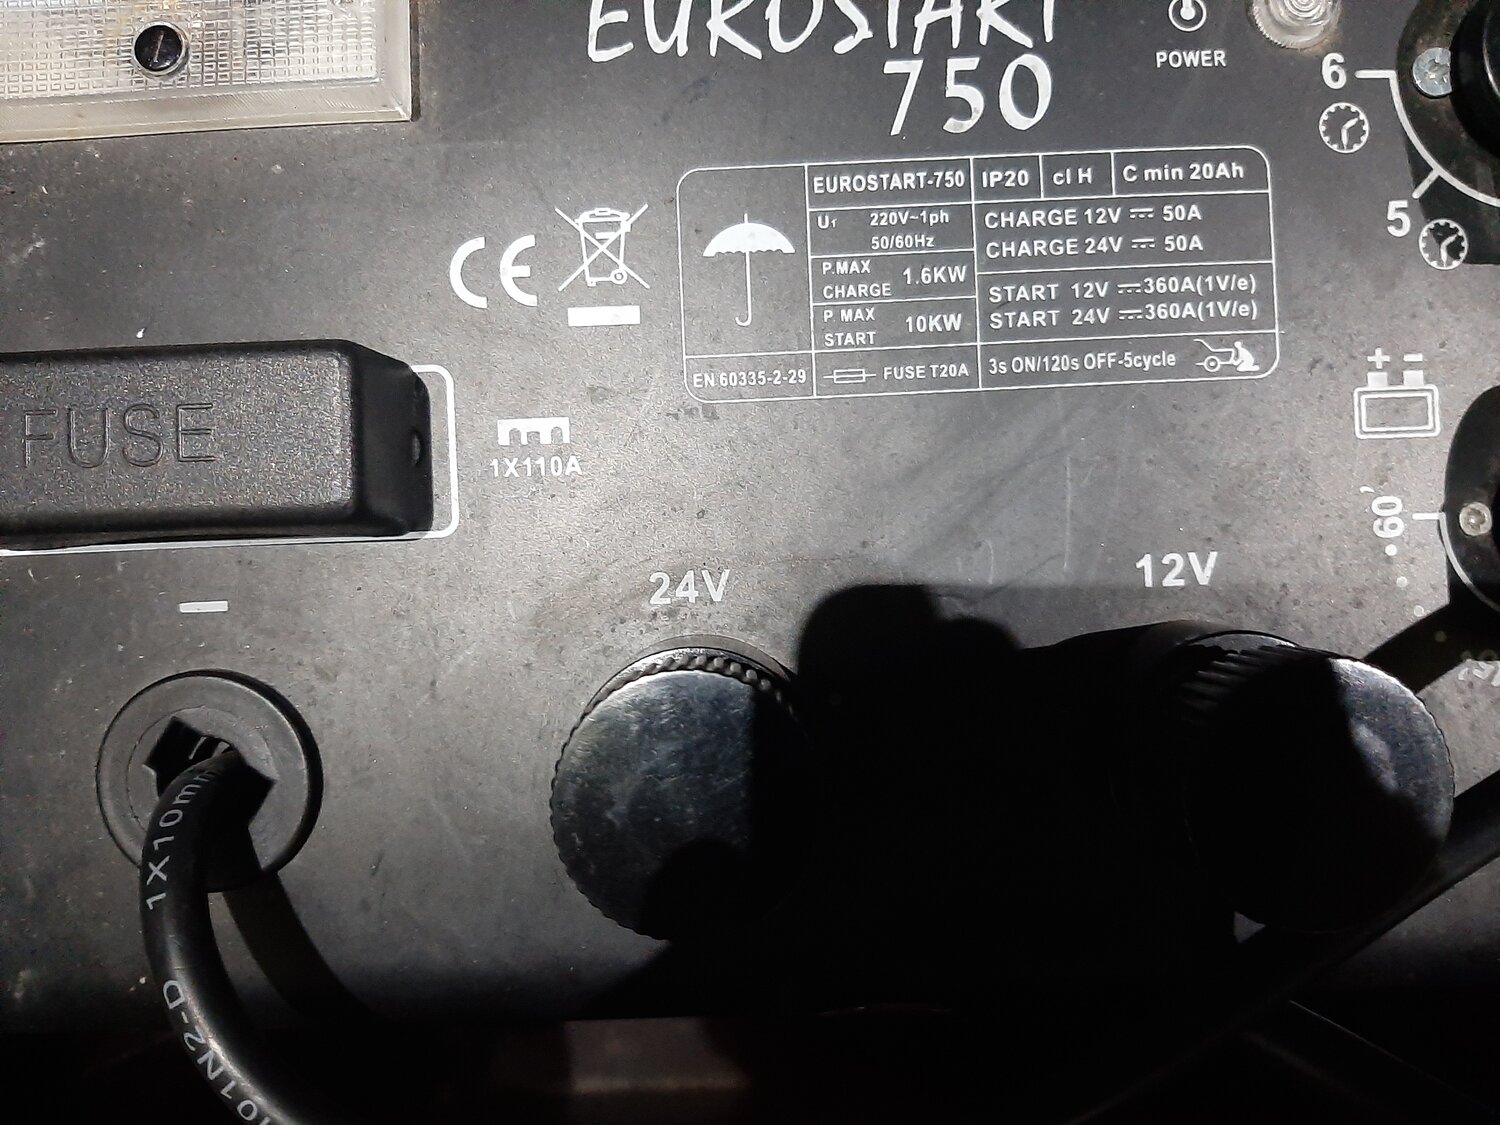 EUROSTART
750
POWER
6
5
EUROSTART-750 IP20 cl H C min 20Ah
U1 220V~1ph
50/60Hz
CHARGE 12V 50A
CHARGE 24V 50A
P.MAX
CHARGE 1.6KW
START 12V 360A(1V/e)
START 24V 360A(1V/e)
P MAX
START 10KW
EN 60335-2-29 FUSE T20A 3s ON/120s OFF-5cycle
CE
FUSE
1X110A
+ -
60'
24V
12V
-
1X10mm
101N2-D